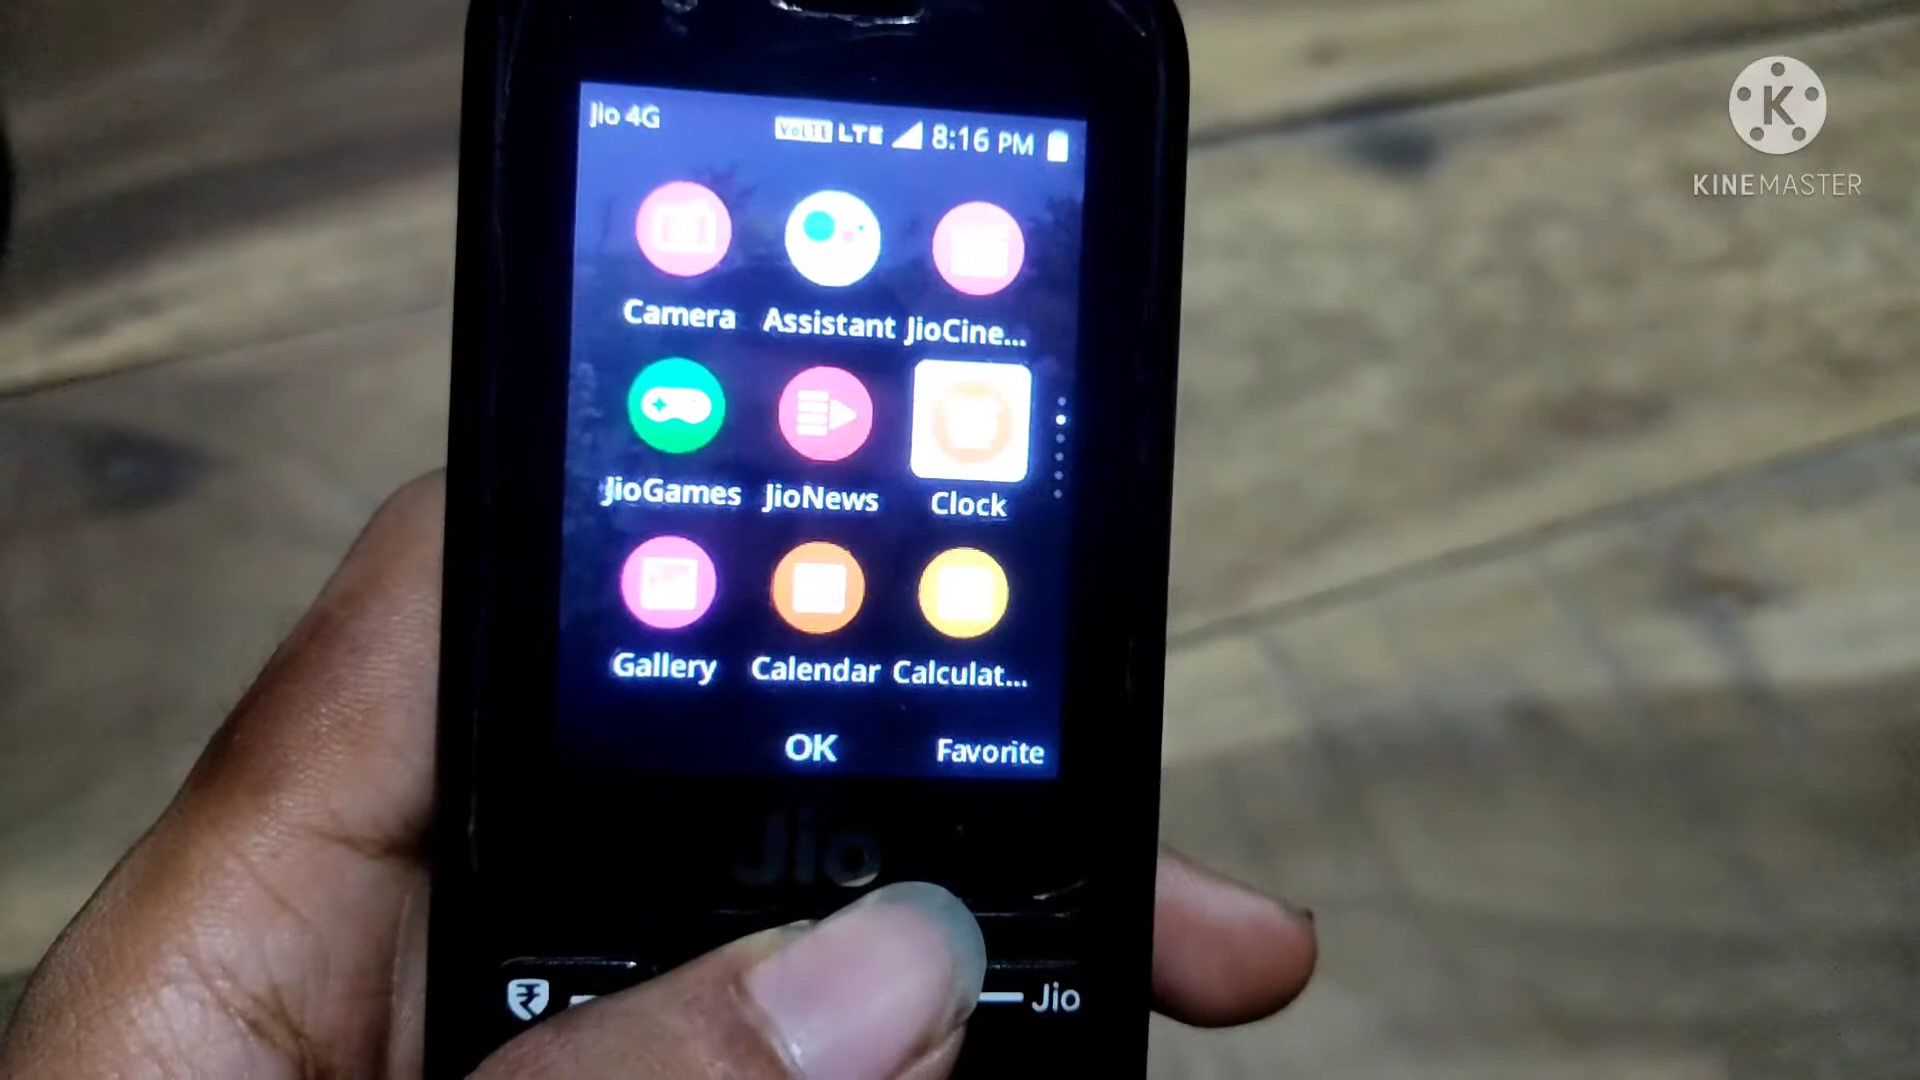 Jio 4G VoLTE LTE 8:16 PM
Camera Assistant JioCine...
JioGames JioNews Clock
Gallery Calendar Calculat...
OK Favorite
Jio
Jio
K
KINEMASTER